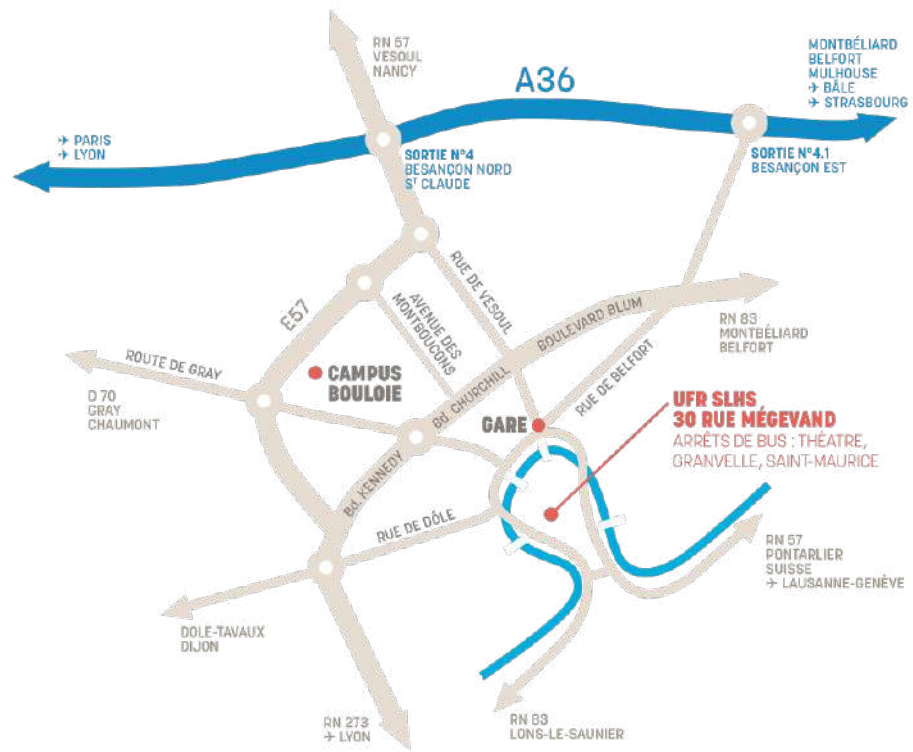 RN 57
VESOUL
NANCY
A36
MONTBÉLIARD
BELFORT
MULHOUSE
✈ BÂLE
✈ STRASBOURG
✈ PARIS
✈ LYON
SORTIE N°4
BESANÇON NORD
Sᵀ CLAUDE
SORTIE N°4.1
BESANÇON EST
E57
RUE DE VESOUL
AVENUE DES
MONTBOUCONS
BOULEVARD BLUM
RN 83
MONTBÉLIARD
BELFORT
ROUTE DE GRAY
D 70
GRAY
CHAUMONT
CAMPUS
BOULOIE
Bd. CHURCHILL
RUE DE BELFORT
GARE
UFR SLHS
30 RUE MÉGEVAND
ARRÊTS DE BUS : THÉATRE,
GRANVELLE, SAINT-MAURICE
Bd. KENNEDY
RUE DE DÔLE
RN 57
PONTARLIER
SUISSE
✈ LAUSANNE-GENÈVE
DOLE-TAVAUX
DIJON
RN 273
✈ LYON
RN 83
LONS-LE-SAUNIER